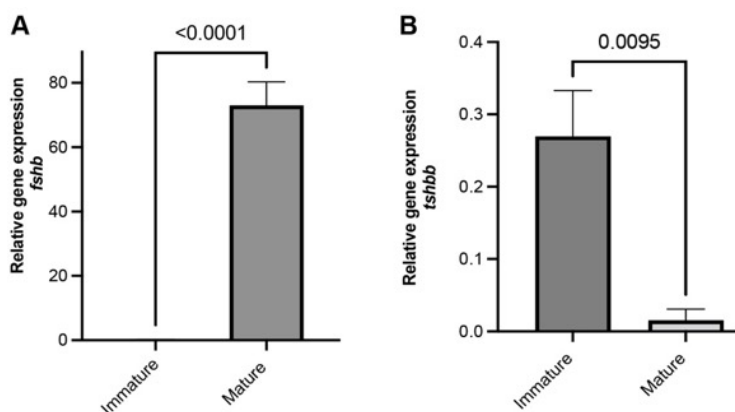 A
<0.0001
Relative gene expression
fshb
80
60
40
20
0
Immature
Mature
B
0.0095
Relative gene expression
tshbb
0.4
0.3
0.2
0.1
0.0
Immature
Mature